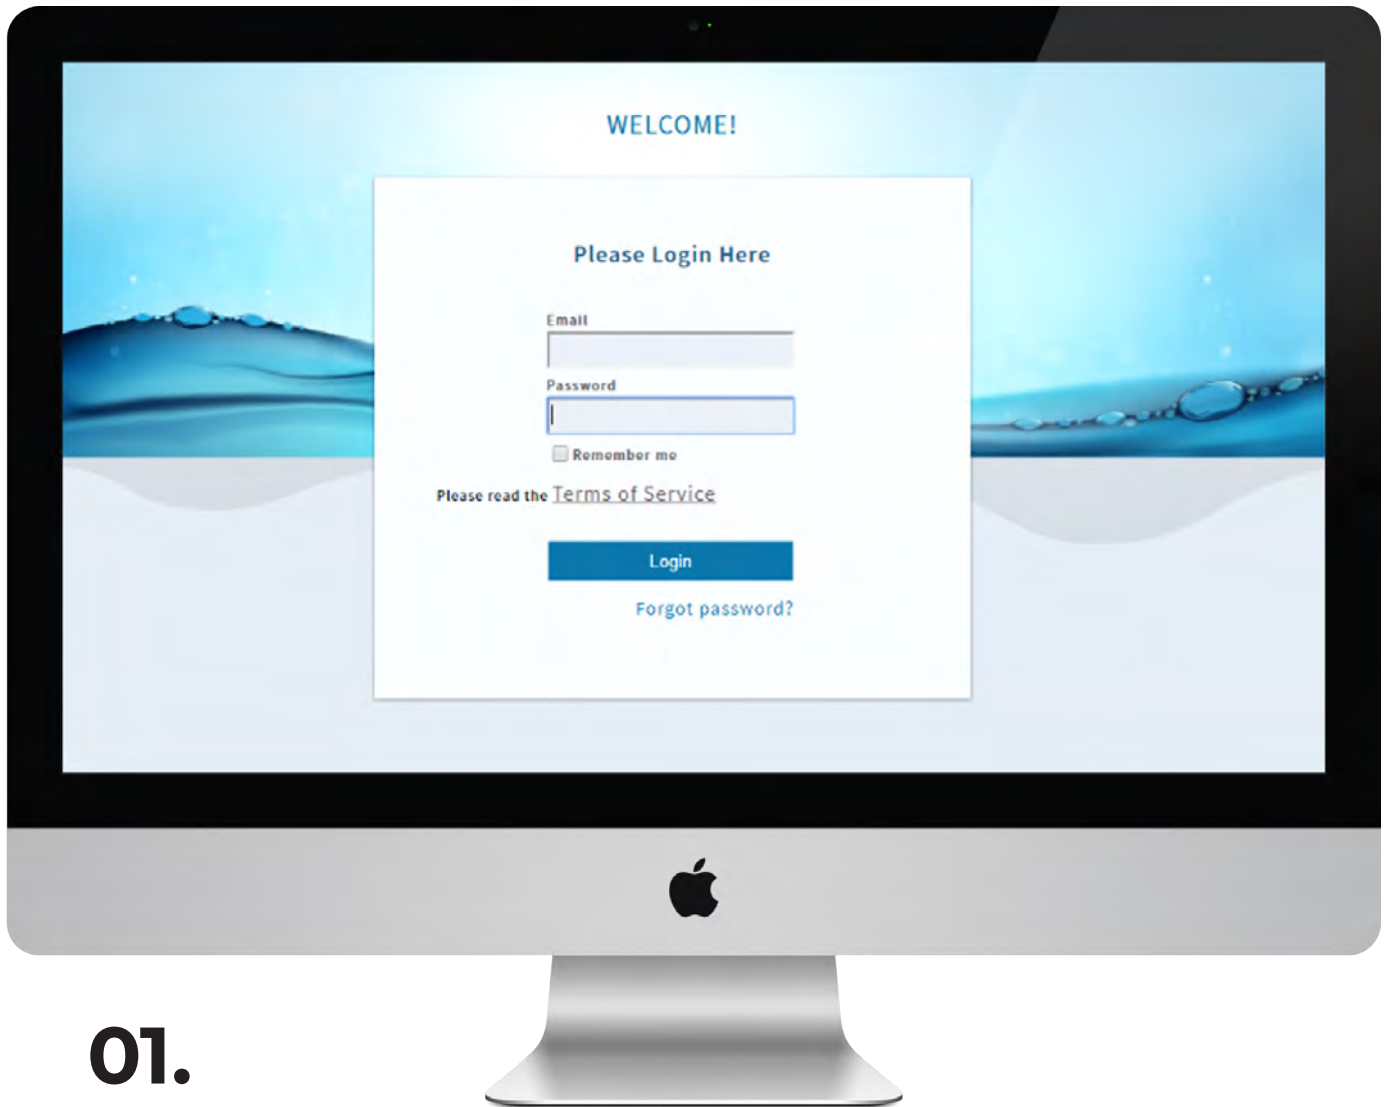 WELCOME!
Please Login Here
Email
Password
Remember me
Please read the Terms of Service
Login
Forgot password?
01.